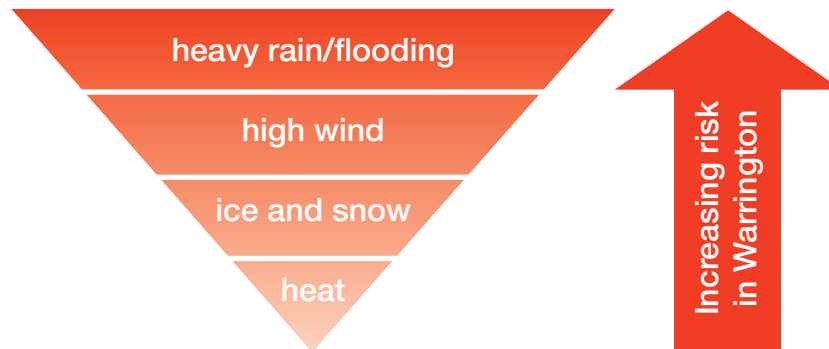 heavy rain/flooding
high wind
ice and snow
heat
Increasing risk
in Warrington